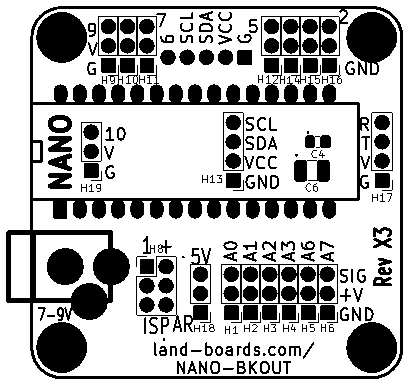 9 7 6 SCL SDA VCC G 5 2
V
G H9 H10 H11 H12 H14 H15 H16 GND
NANO
10
V
G
H19
SCL
SDA
VCC
H13 GND
C4
C6
R
T
V
G
H17
7-9V
1 H8 +
ISP AR
5V
H18
A0 A1 A2 A3 A6 A7
SIG
+V
GND
H1 H2 H3 H4 H5 H6
Rev X3
land-boards.com/
NANO-BKOUT